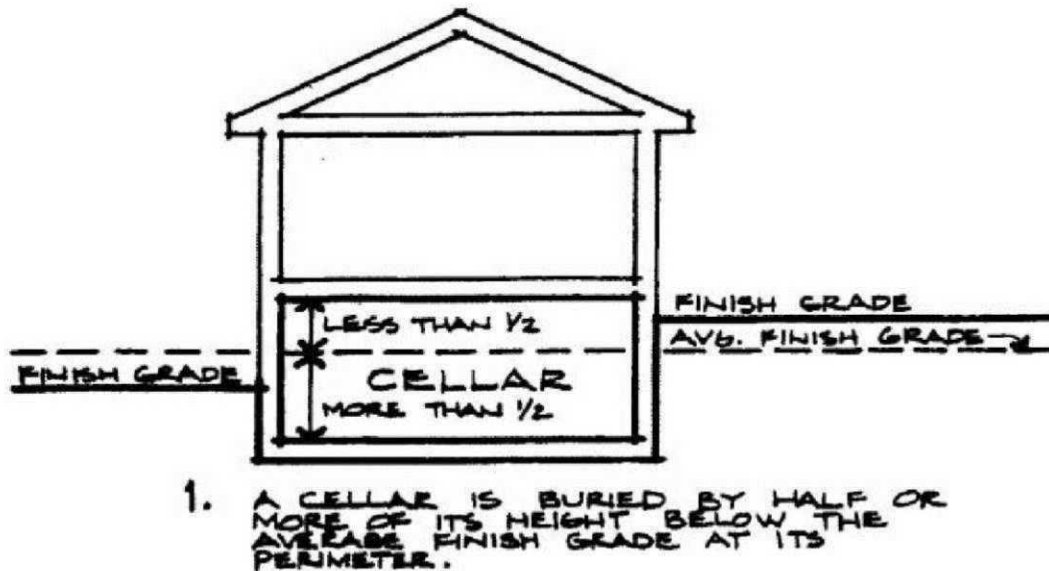 FINISH GRADE
LESS THAN 1/2
AVG. FINISH GRADE
FINISH GRADE
CELLAR
MORE THAN 1/2
1. A CELLAR IS BURIED BY HALF OR
MORE OF ITS HEIGHT BELOW THE
AVERAGE FINISH GRADE AT ITS
PERIMETER.